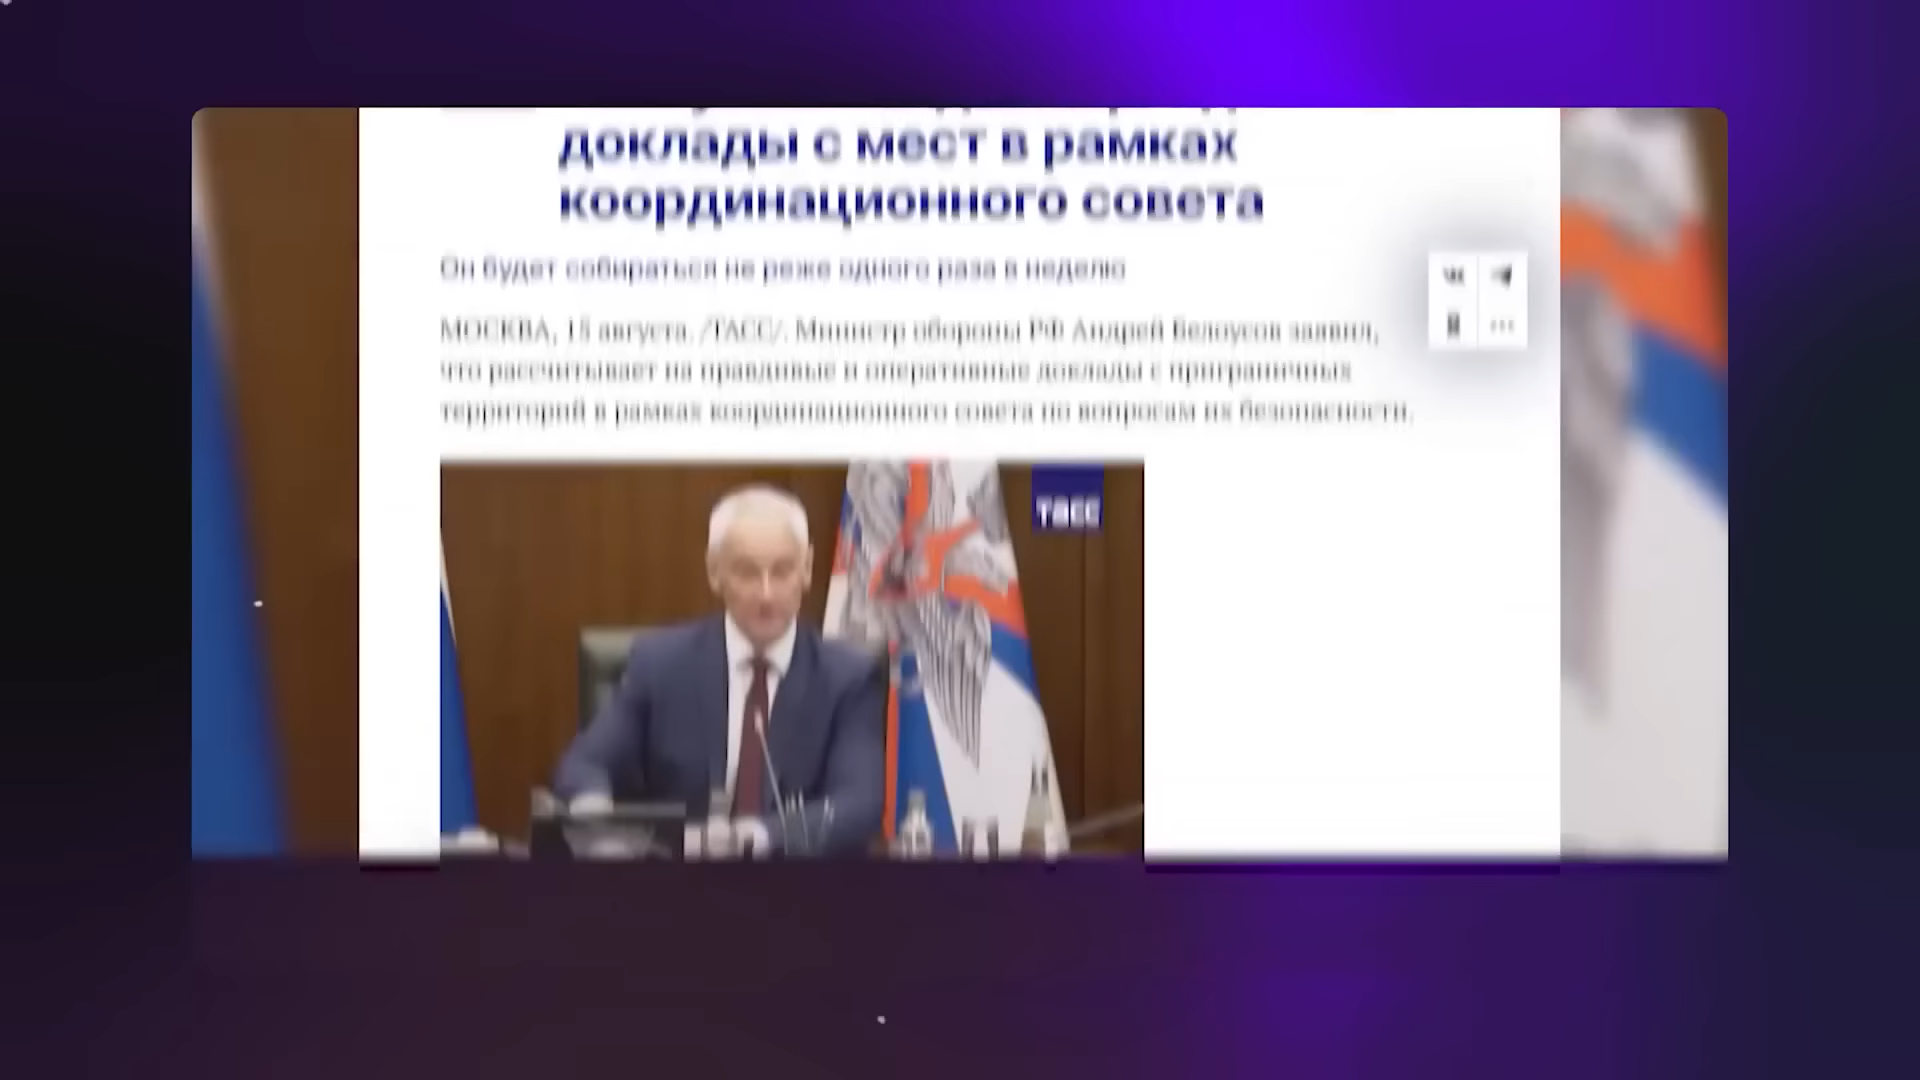 доклады с мест в рамках
координационного совета
Он будет собираться не реже одного раза в неделю
МОСКВА, 15 августа. /ТАСС/. Министр обороны РФ Андрей Белоусов заявил,
что рассчитывает на правдивые и оперативные доклады с приграничных
территорий в рамках координационного совета по вопросам их безопасности.
тасс